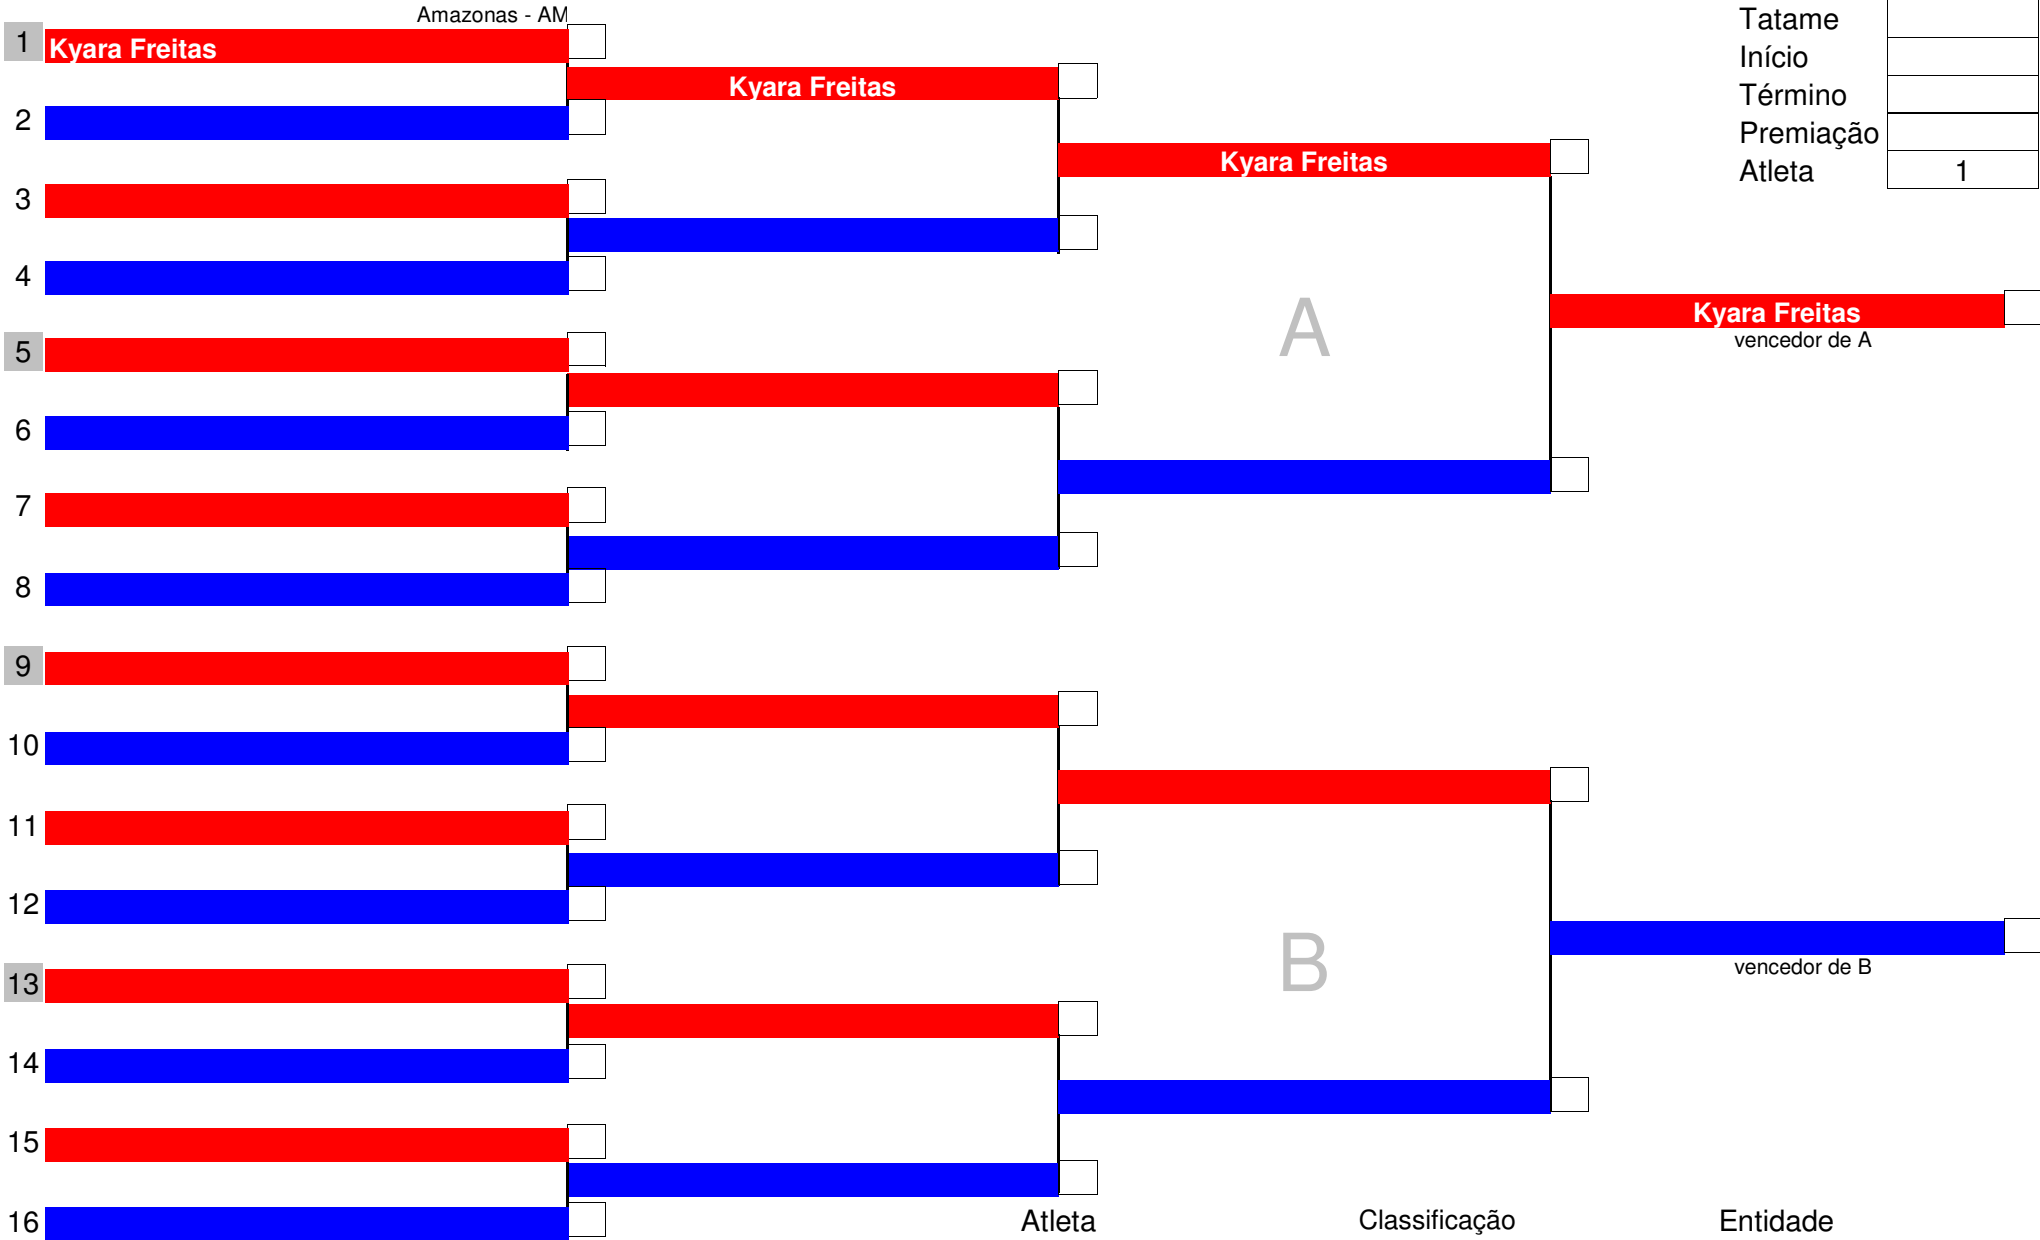 Amazonas - AM
1 Kyara Freitas
Kyara Freitas
2
Kyara Freitas
3
4
Kyara Freitas
vencedor de A
A
5
6
7
8
9
10
11
12
B
vencedor de B
13
14
15
16
Tatame
Início
Término
Premiação
Atleta 1
Atleta Classificação Entidade